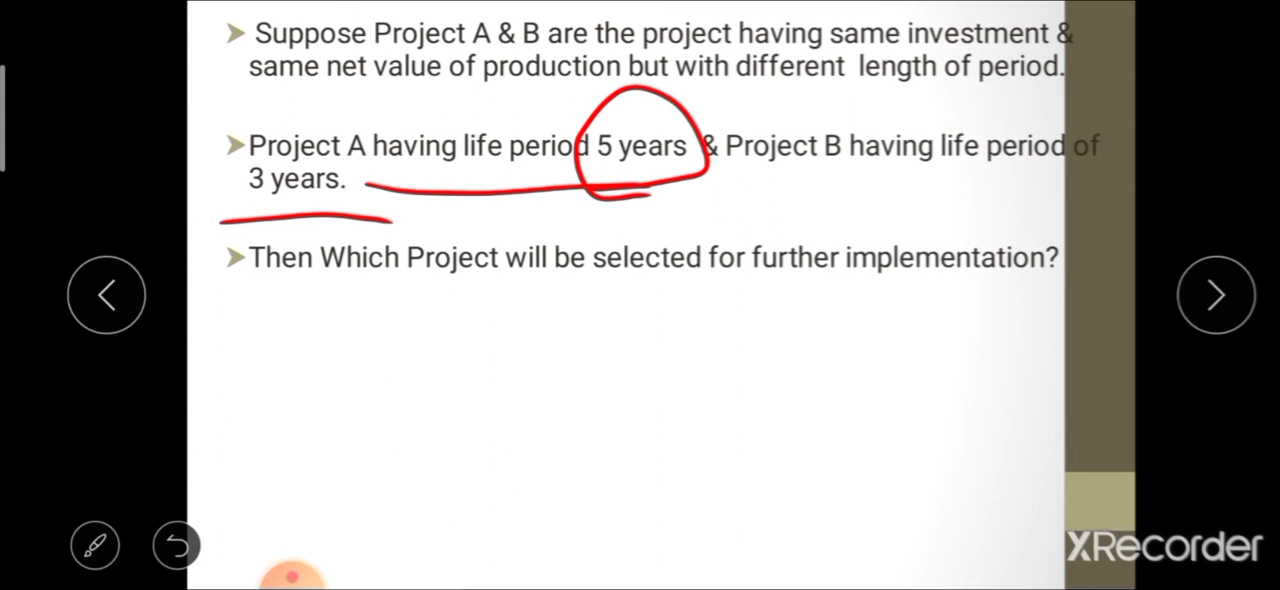 Suppose Project A & B are the project having same investment &
same net value of production but with different length of period.
Project A having life period 5 years & Project B having life period of
3 years.
Then Which Project will be selected for further implementation?
XRecorder